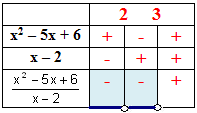 2 3
x² – 5x + 6 + - +
x – 2 - + +
x² – 5x + 6 / x – 2 - - +